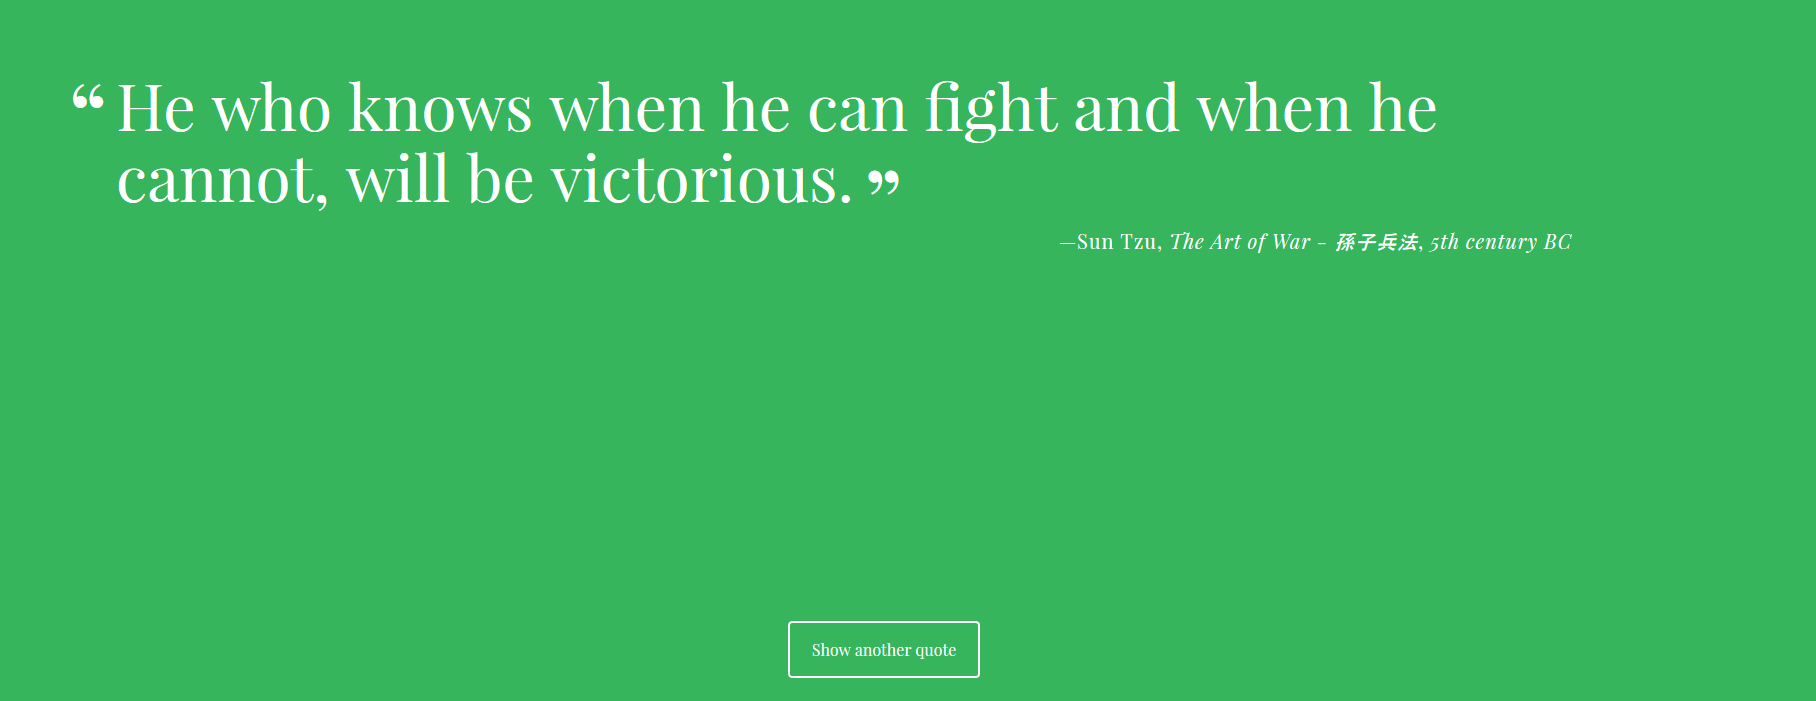 “ He who knows when he can fight and when he
cannot, will be victorious. ”
—Sun Tzu, The Art of War - 孫子兵法, 5th century BC
Show another quote